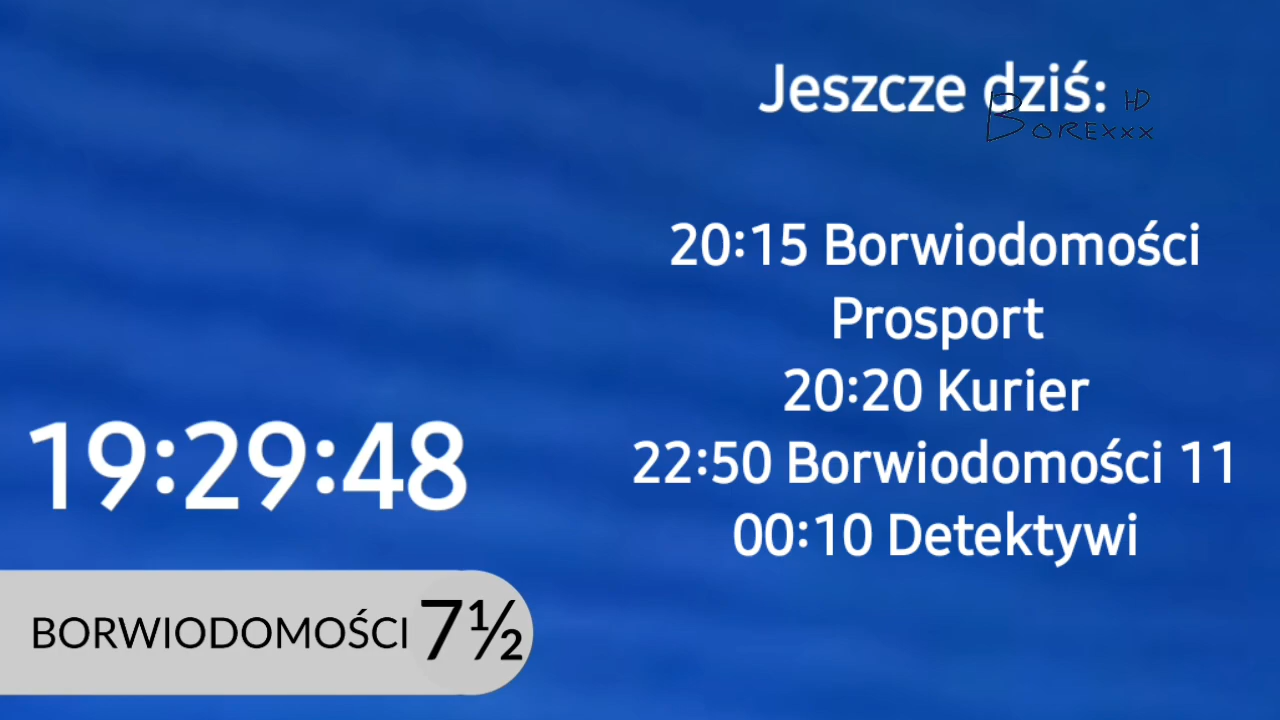 Jeszcze dziś:
HD
BOREXXX
20:15 Borwiodomości
Prosport
20:20 Kurier
22:50 Borwiodomości 11
00:10 Detektywi
19:29:48
BORWIODOMOŚCI 7½